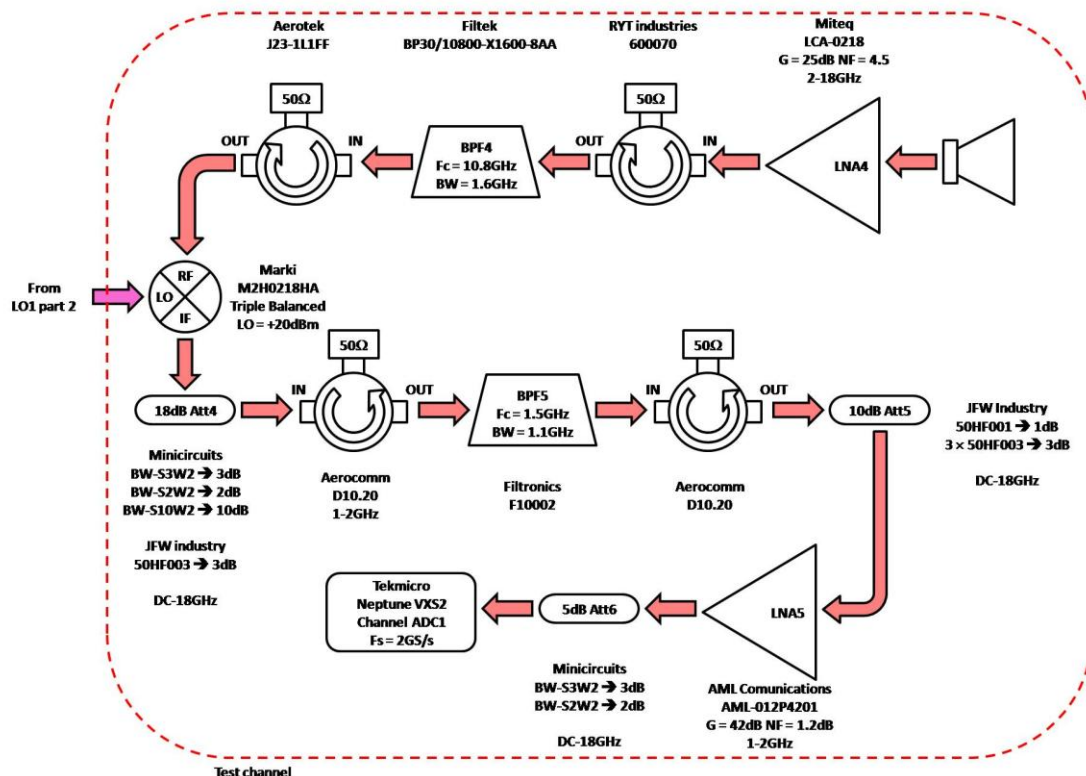 Aerotek
J23-1L1FF
Filtek
BP30/10800-X1600-8AA
RYT industries
600070
Miteq
LCA-0218
G = 25dB NF = 4.5
2-18GHz
50Ω
OUT
IN
BPF4
Fc = 10.8GHz
BW = 1.6GHz
50Ω
OUT
IN
LNA4
From
LO1 part 2
RF
LO
IF
Marki
M2H0218HA
Triple Balanced
LO = +20dBm
18dB Att4
50Ω
IN
OUT
BPF5
Fc = 1.5GHz
BW = 1.1GHz
50Ω
IN
OUT
10dB Att5
JFW Industry
50HF001 ➔ 1dB
3 × 50HF003 ➔ 3dB
DC-18GHz
Minicircuits
BW-S3W2 ➔ 3dB
BW-S2W2 ➔ 2dB
BW-S10W2 ➔ 10dB
JFW industry
50HF003 ➔ 3dB
DC-18GHz
Aerocomm
D10.20
1-2GHz
Filtronics
F10002
Aerocomm
D10.20
Tekmicro
Neptune VXS2
Channel ADC1
Fs = 2GS/s
5dB Att6
LNA5
Minicircuits
BW-S3W2 ➔ 3dB
BW-S2W2 ➔ 2dB
DC-18GHz
AML Comunications
AML-012P4201
G = 42dB NF = 1.2dB
1-2GHz
Test channel